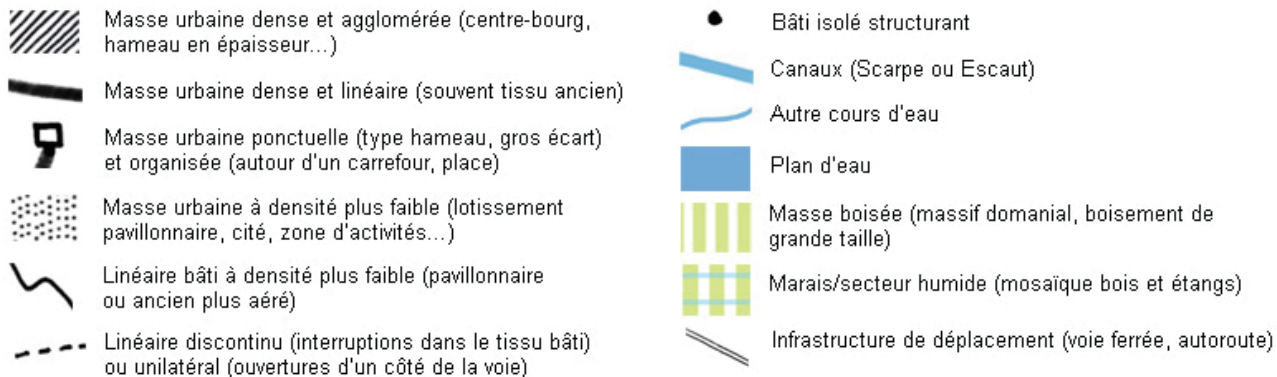 Masse urbaine dense et agglomérée (centre-bourg,
hameau en épaisseur...)
Masse urbaine dense et linéaire (souvent tissu ancien)
Masse urbaine ponctuelle (type hameau, gros écart)
et organisée (autour d'un carrefour, place)
Masse urbaine à densité plus faible (lotissement
pavillonnaire, cité, zone d'activités...)
Linéaire bâti à densité plus faible (pavillonnaire
ou ancien plus aéré)
Linéaire discontinu (interruptions dans le tissu bâti)
ou unilatéral (ouvertures d'un côté de la voie)
Bâti isolé structurant
Canaux (Scarpe ou Escaut)
Autre cours d'eau
Plan d'eau
Masse boisée (massif domanial, boisement de
grande taille)
Marais/secteur humide (mosaïque bois et étangs)
Infrastructure de déplacement (voie ferrée, autoroute)